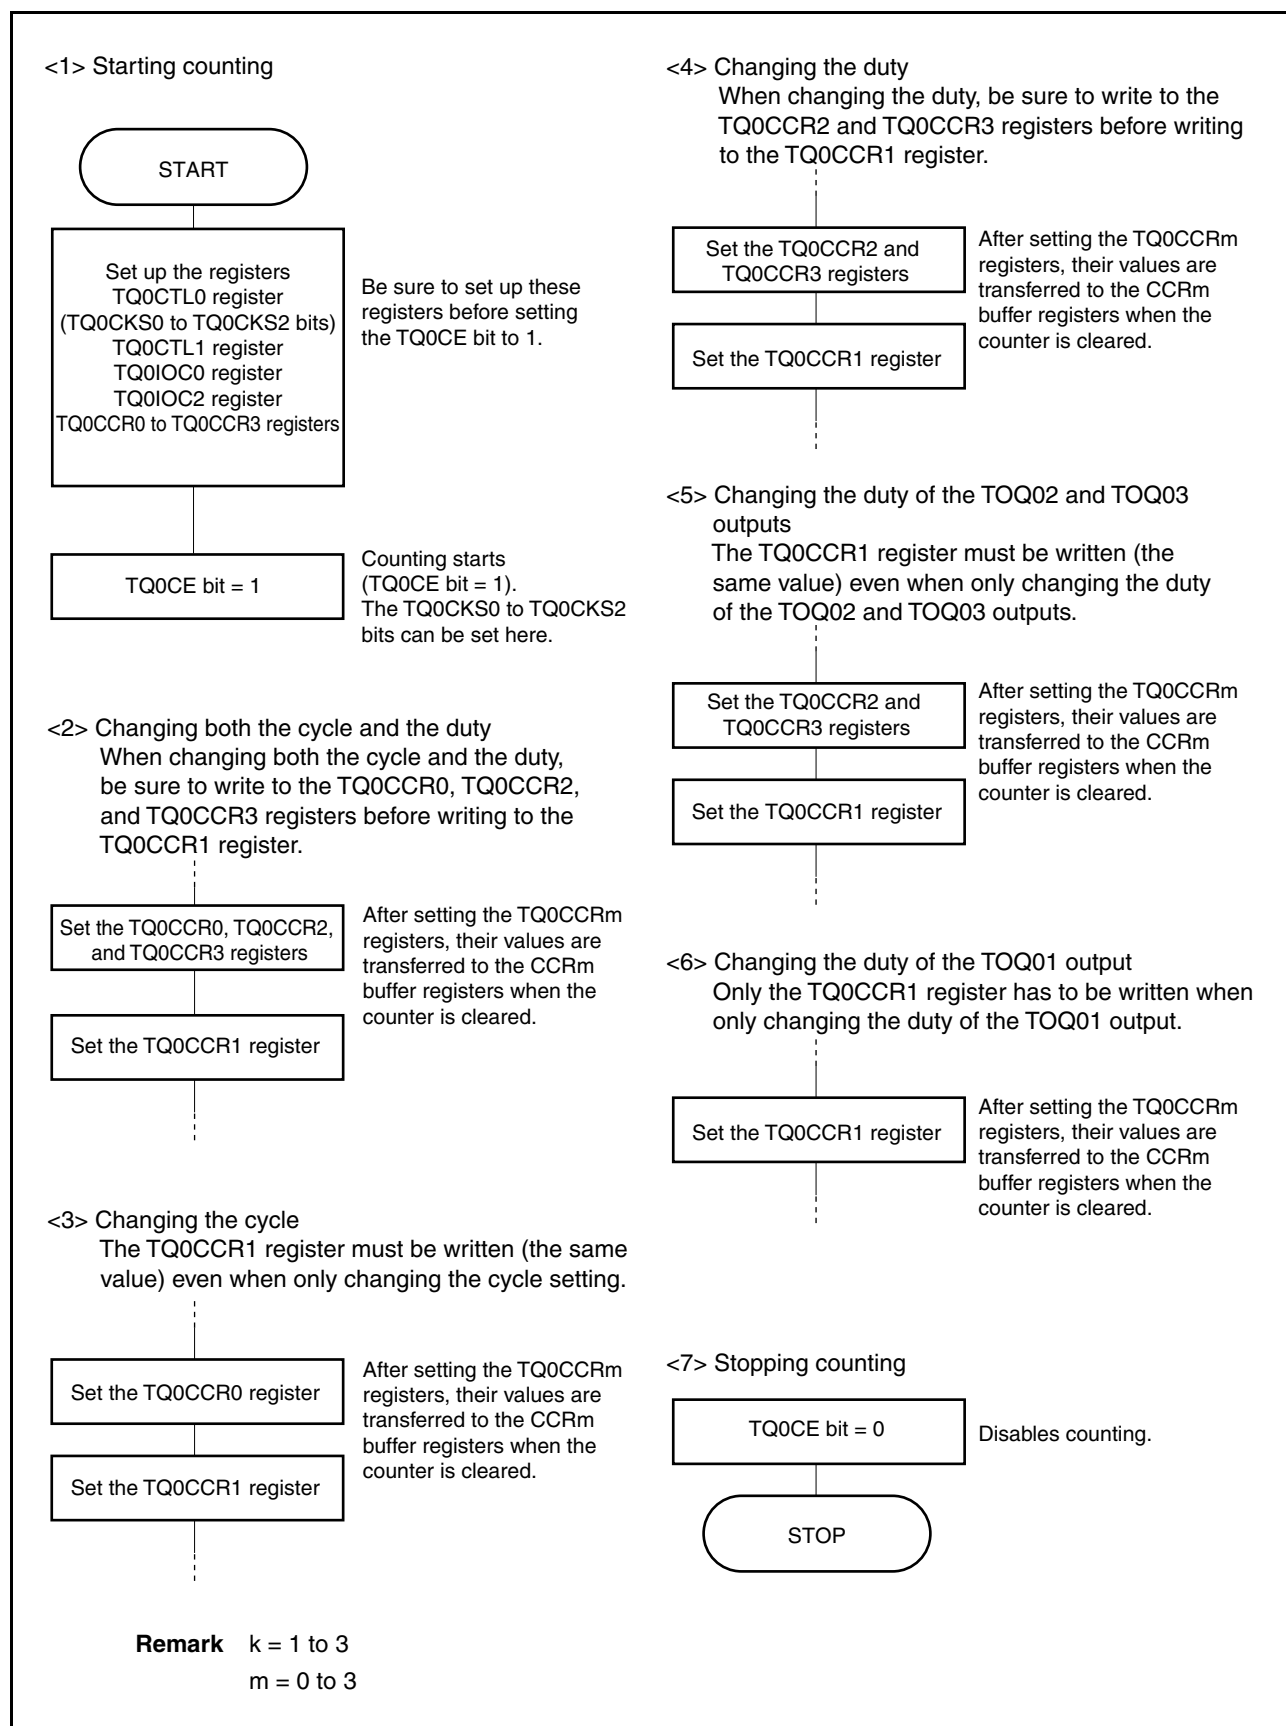 <1> Starting counting
START
Set up the registers
TQ0CTL0 register
(TQ0CKS0 to TQ0CKS2 bits)
TQ0CTL1 register
TQ0IOC0 register
TQ0IOC2 register
TQ0CCR0 to TQ0CCR3 registers
Be sure to set up these
registers before setting
the TQ0CE bit to 1.
TQ0CE bit = 1
Counting starts
(TQ0CE bit = 1).
The TQ0CKS0 to TQ0CKS2
bits can be set here.
<2> Changing both the cycle and the duty
When changing both the cycle and the duty,
be sure to write to the TQ0CCR0, TQ0CCR2,
and TQ0CCR3 registers before writing to the
TQ0CCR1 register.
Set the TQ0CCR0, TQ0CCR2,
and TQ0CCR3 registers
After setting the TQ0CCRm
registers, their values are
transferred to the CCRm
buffer registers when the
counter is cleared.
Set the TQ0CCR1 register
<3> Changing the cycle
The TQ0CCR1 register must be written (the same
value) even when only changing the cycle setting.
Set the TQ0CCR0 register
After setting the TQ0CCRm
registers, their values are
transferred to the CCRm
buffer registers when the
counter is cleared.
Set the TQ0CCR1 register
<4> Changing the duty
When changing the duty, be sure to write to the
TQ0CCR2 and TQ0CCR3 registers before writing
to the TQ0CCR1 register.
Set the TQ0CCR2 and
TQ0CCR3 registers
After setting the TQ0CCRm
registers, their values are
transferred to the CCRm
buffer registers when the
counter is cleared.
Set the TQ0CCR1 register
<5> Changing the duty of the TOQ02 and TOQ03
outputs
The TQ0CCR1 register must be written (the
same value) even when only changing the duty
of the TOQ02 and TOQ03 outputs.
Set the TQ0CCR2 and
TQ0CCR3 registers
After setting the TQ0CCRm
registers, their values are
transferred to the CCRm
buffer registers when the
counter is cleared.
Set the TQ0CCR1 register
<6> Changing the duty of the TOQ01 output
Only the TQ0CCR1 register has to be written when
only changing the duty of the TOQ01 output.
Set the TQ0CCR1 register
After setting the TQ0CCRm
registers, their values are
transferred to the CCRm
buffer registers when the
counter is cleared.
<7> Stopping counting
TQ0CE bit = 0
Disables counting.
STOP
Remark k = 1 to 3
m = 0 to 3